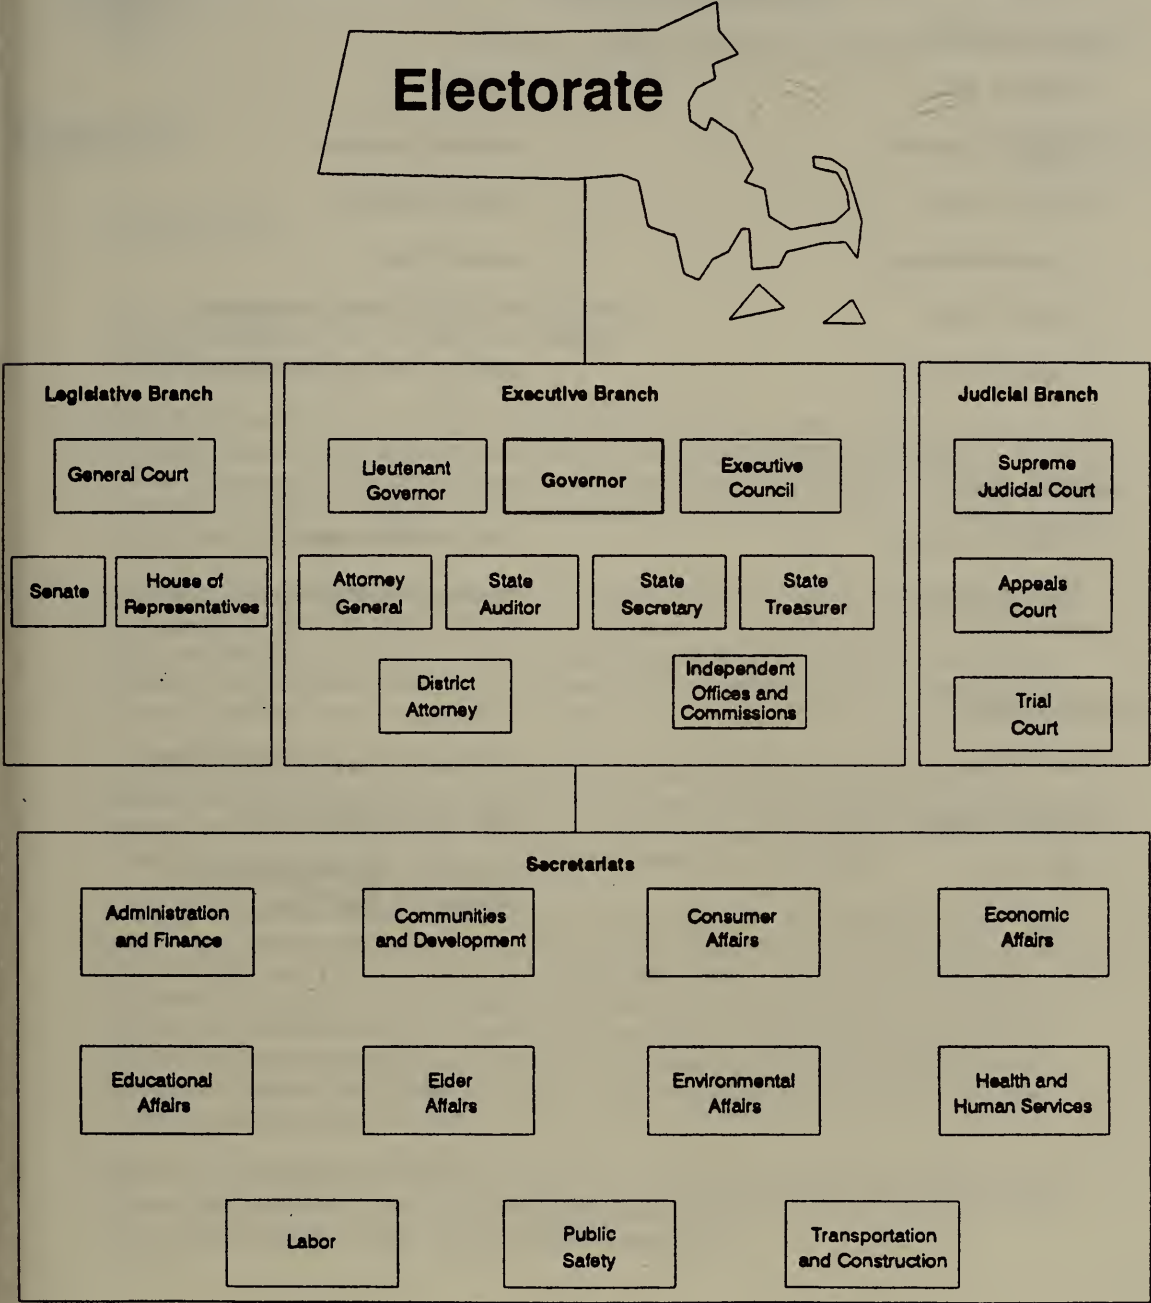 Electorate
Legislative Branch
General Court
Senate
House of
Representatives
Executive Branch
Lieutenant
Governor
Governor
Executive
Council
Attorney
General
State
Auditor
State
Secretary
State
Treasurer
District
Attorney
Independent
Offices and
Commissions
Judicial Branch
Supreme
Judicial Court
Appeals
Court
Trial
Court
Secretariats
Administration
and Finance
Communities
and Development
Consumer
Affairs
Economic
Affairs
Educational
Affairs
Elder
Affairs
Environmental
Affairs
Health and
Human Services
Labor
Public
Safety
Transportation
and Construction